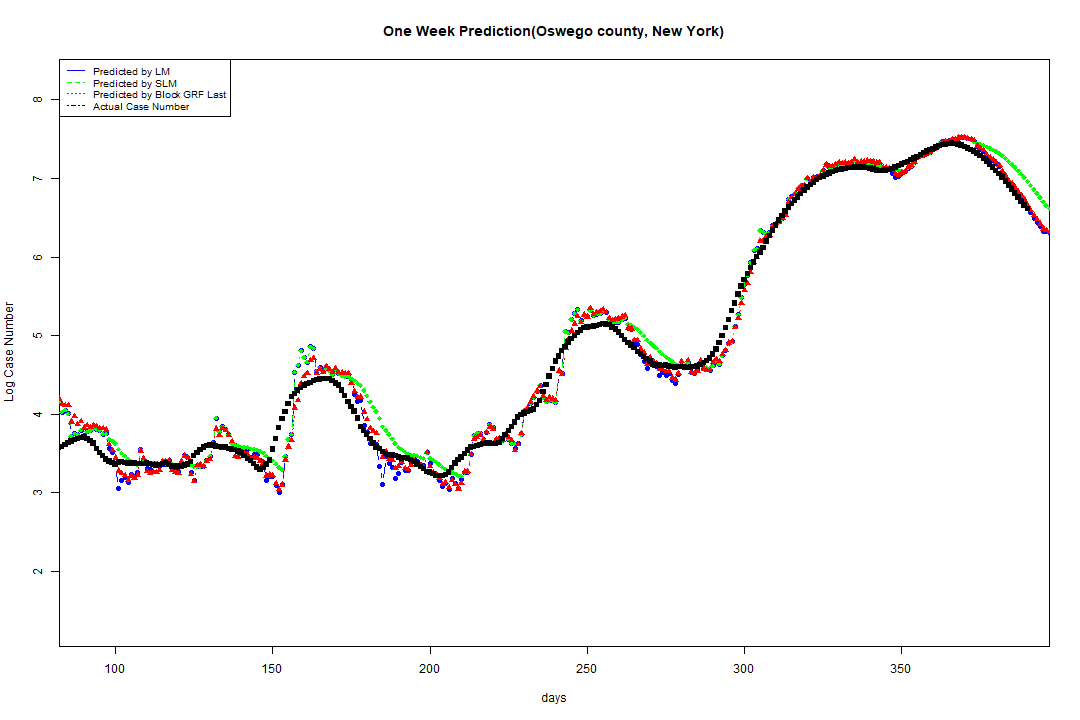 One Week Prediction(Oswego county, New York)
Predicted by LM
Predicted by SLM
Predicted by Block GRF Last
Actual Case Number
8
7
6
5
4
3
2
Log Case Number
100 150 200 250 300 350
days